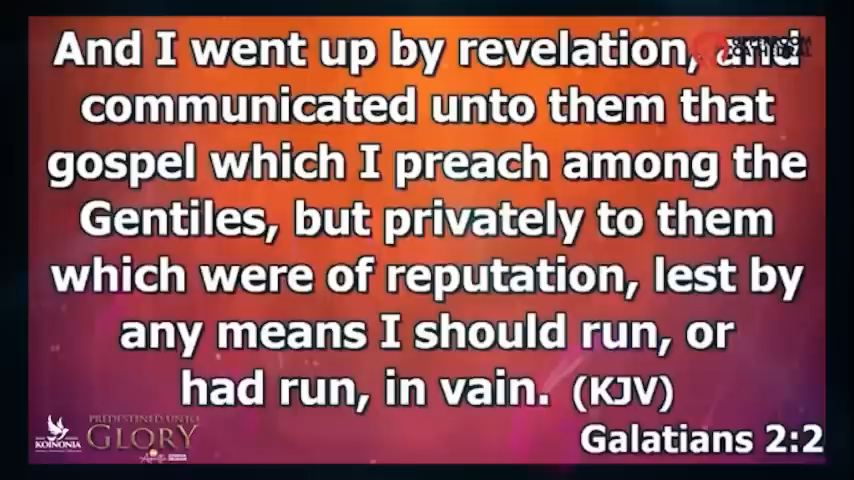 And I went up by revelation, and
communicated unto them that
gospel which I preach among the
Gentiles, but privately to them
which were of reputation, lest by
any means I should run, or
had run, in vain. (KJV)
Galatians 2:2
KOINONIA
PREDESTINED UNTO
GLORY
CATHEDRAL